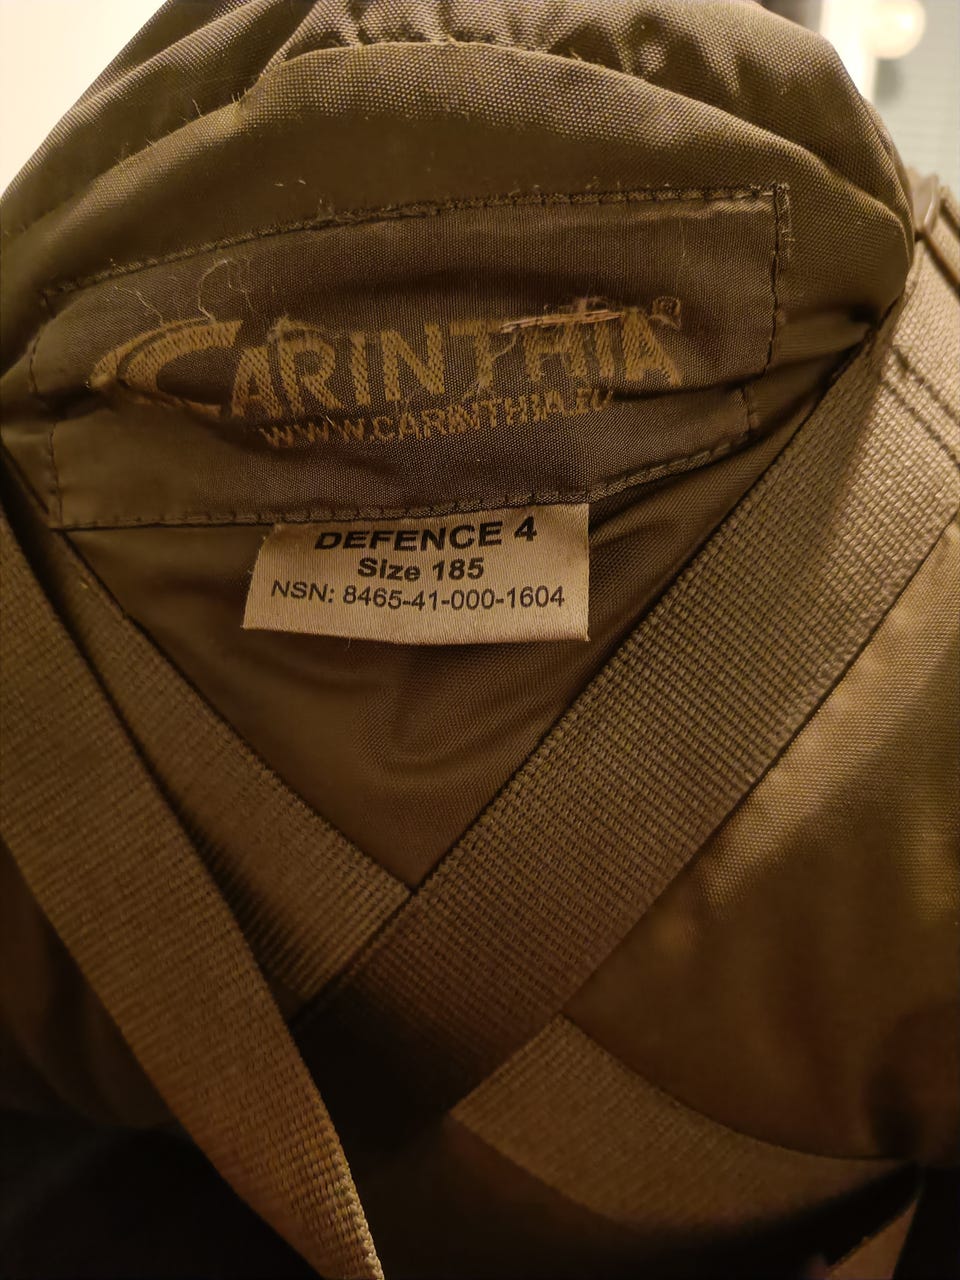 CARINTHIA®
WWW.CARINTHIA.EU
DEFENCE 4
Size 185
NSN: 8465-41-000-1604